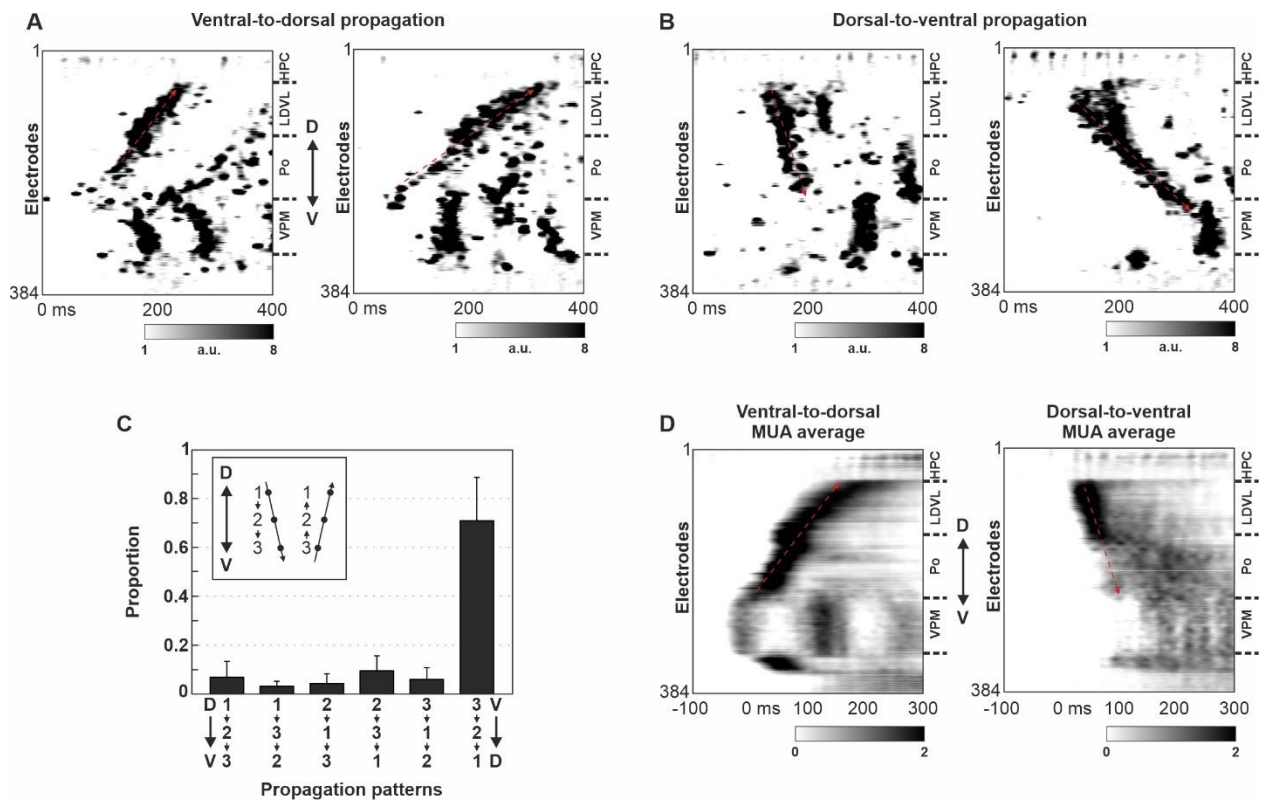 A Ventral-to-dorsal propagation
1
Electrodes
384
0 ms 200 400
1 a.u. 8
HPC
LDVL
Po
VPM
D
V
1
Electrodes
384
0 ms 200 400
1 a.u. 8
HPC
LDVL
Po
VPM
B Dorsal-to-ventral propagation
1
Electrodes
384
0 ms 200 400
1 a.u. 8
HPC
LDVL
Po
VPM
1
Electrodes
384
0 ms 200 400
1 a.u. 8
HPC
LDVL
Po
VPM
C
Proportion
1
0.8
0.6
0.4
0.2
0
D
V
1 1
2 2
3 3
D 1 1 2 2 3 3 V
2 3 1 3 1 2
V 3 2 3 1 2 1 D
Propagation patterns
D Ventral-to-dorsal
MUA average
1
Electrodes
384
-100 0 ms 100 200 300
0 2
HPC
LDVL
Po
VPM
D
V
Dorsal-to-ventral
MUA average
1
Electrodes
384
-100 0 ms 100 200 300
0 2
HPC
LDVL
Po
VPM